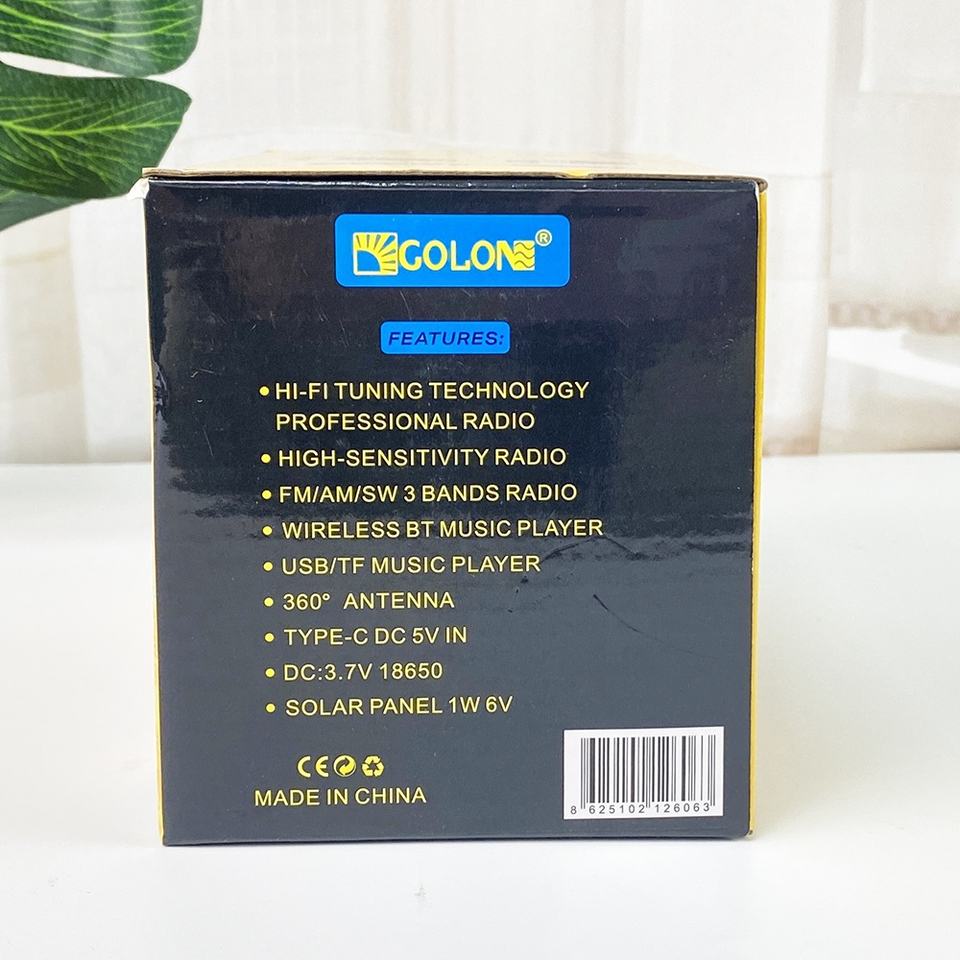 GOLON®
FEATURES:
• HI-FI TUNING TECHNOLOGY
PROFESSIONAL RADIO
• HIGH-SENSITIVITY RADIO
• FM/AM/SW 3 BANDS RADIO
• WIRELESS BT MUSIC PLAYER
• USB/TF MUSIC PLAYER
• 360° ANTENNA
• TYPE-C DC 5V IN
• DC:3.7V 18650
• SOLAR PANEL 1W 6V
CE
MADE IN CHINA
8 625102 126063